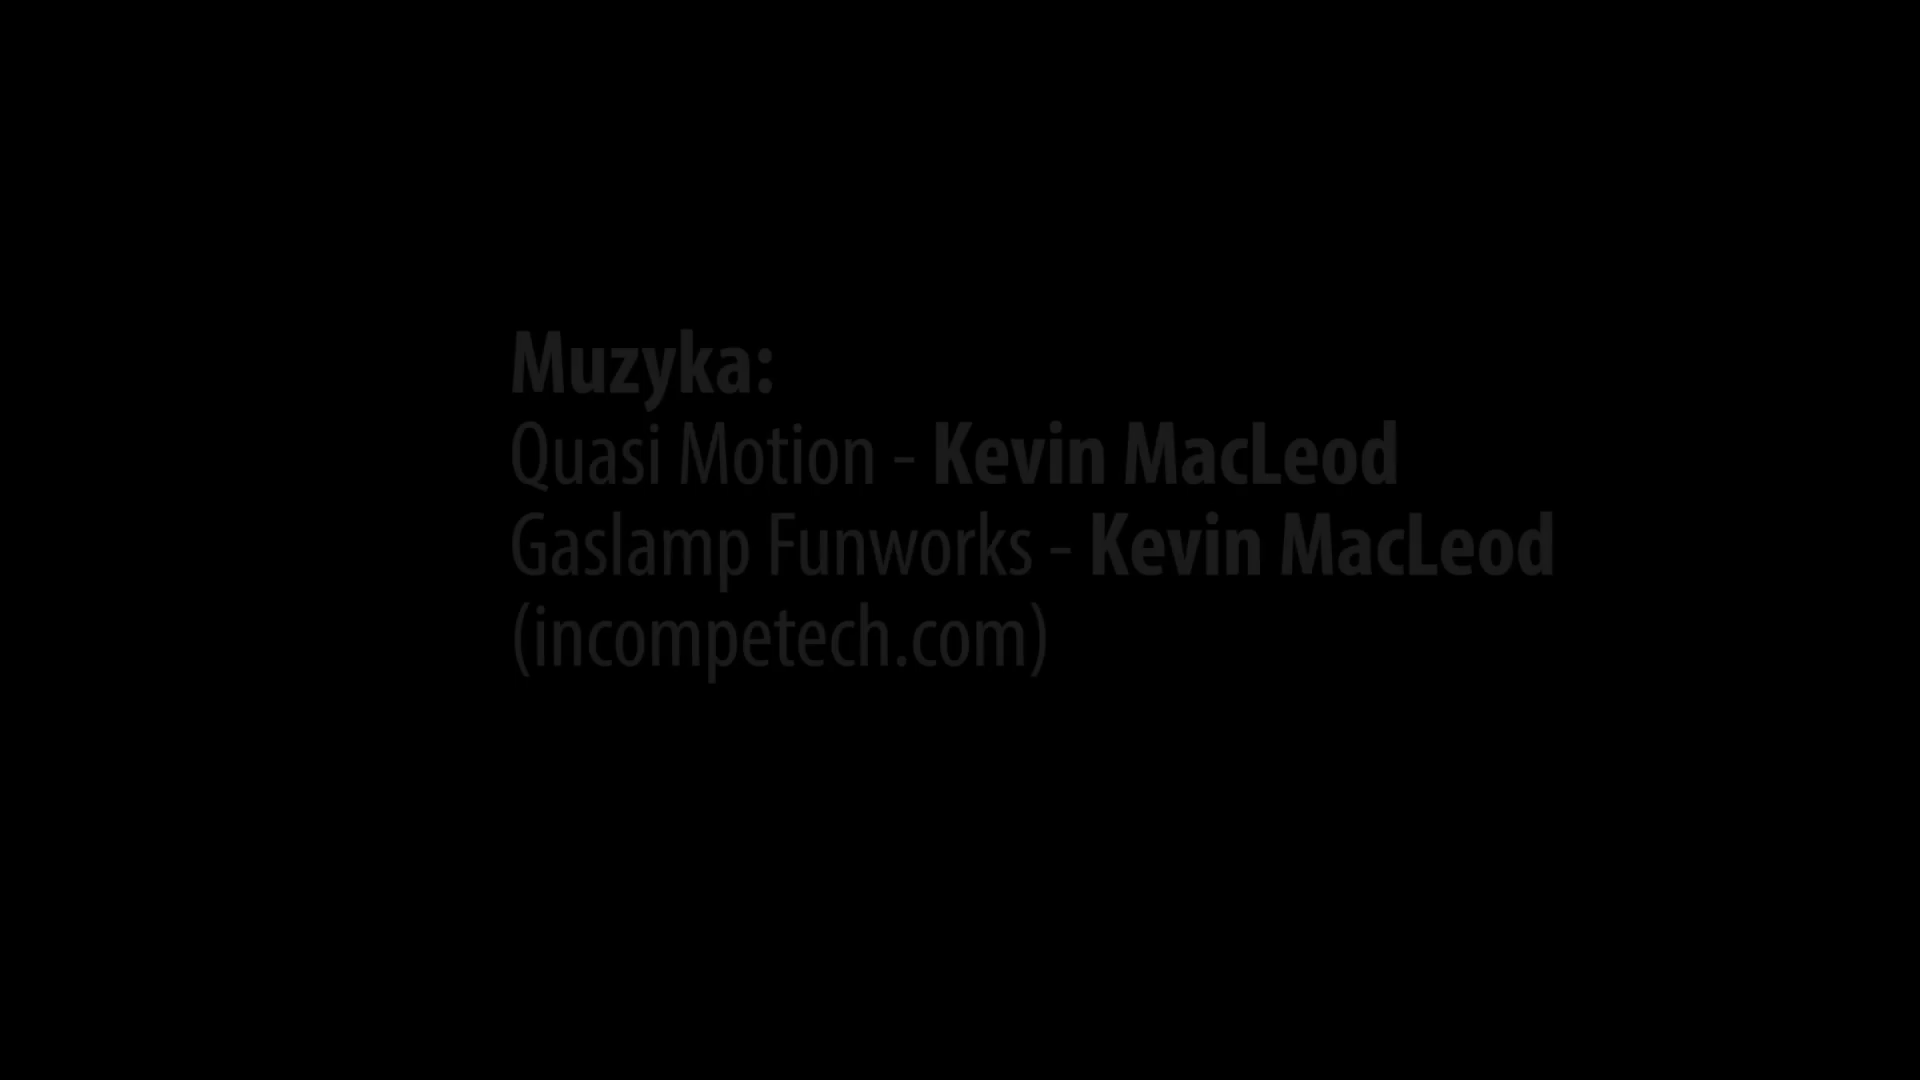 Muzyka:
Quasi Motion - Kevin MacLeod
Gaslamp Funworks - Kevin MacLeod
(incompetech.com)